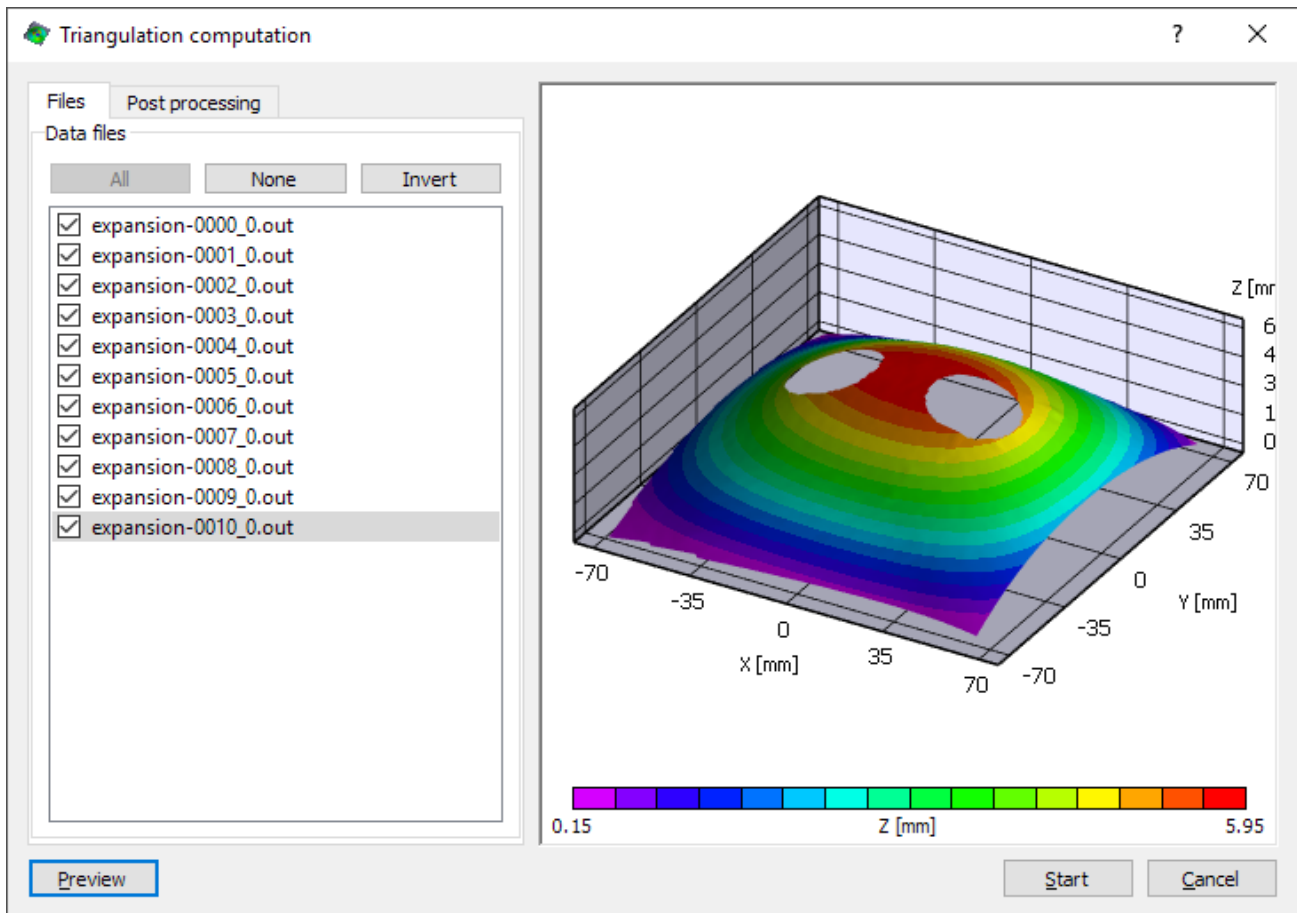 Triangulation computation ?
Files Post processing
Data files
All None Invert
expansion-0000_0.out
expansion-0001_0.out
expansion-0002_0.out
expansion-0003_0.out
expansion-0004_0.out
expansion-0005_0.out
expansion-0006_0.out
expansion-0007_0.out
expansion-0008_0.out
expansion-0009_0.out
expansion-0010_0.out
Z [mr
6
4
3
1
0
70
35
0
Y [mm]
-35
-70
-70
-35
0
X [mm]
35
70
0.15 Z [mm] 5.95
Preview Start Cancel